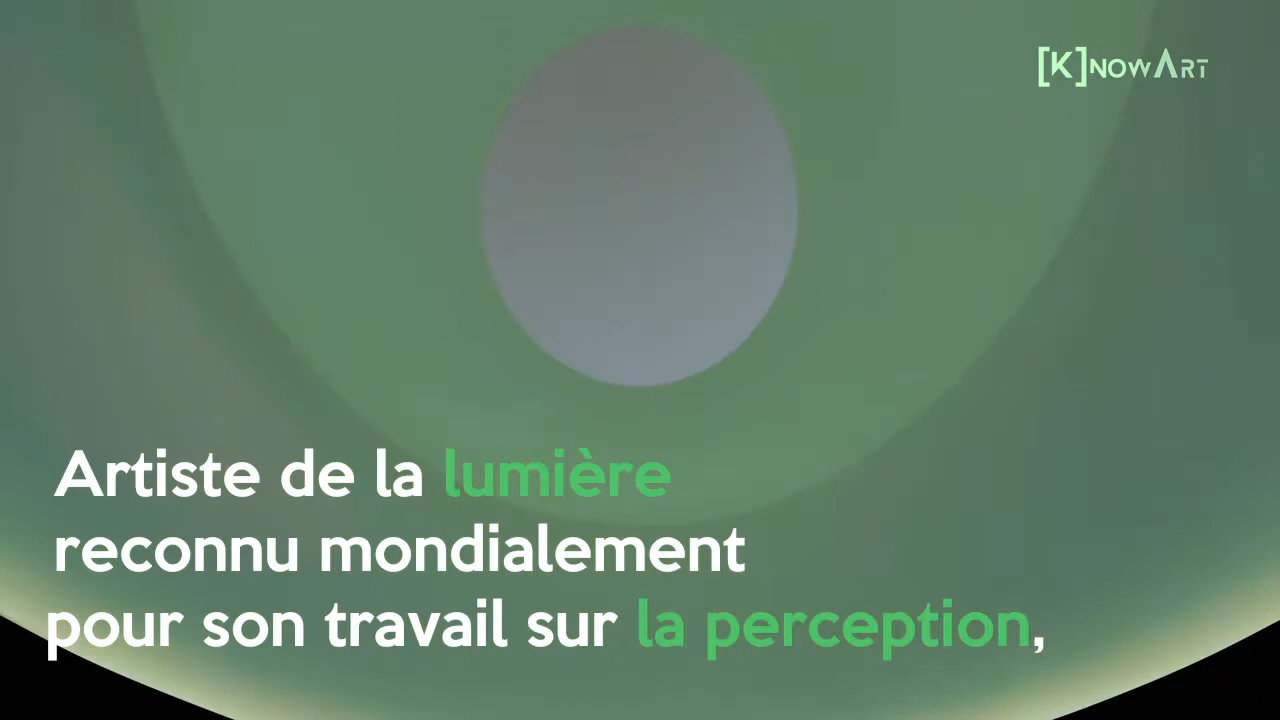 [K]NOWART
Artiste de la lumière
reconnu mondialement
pour son travail sur la perception,